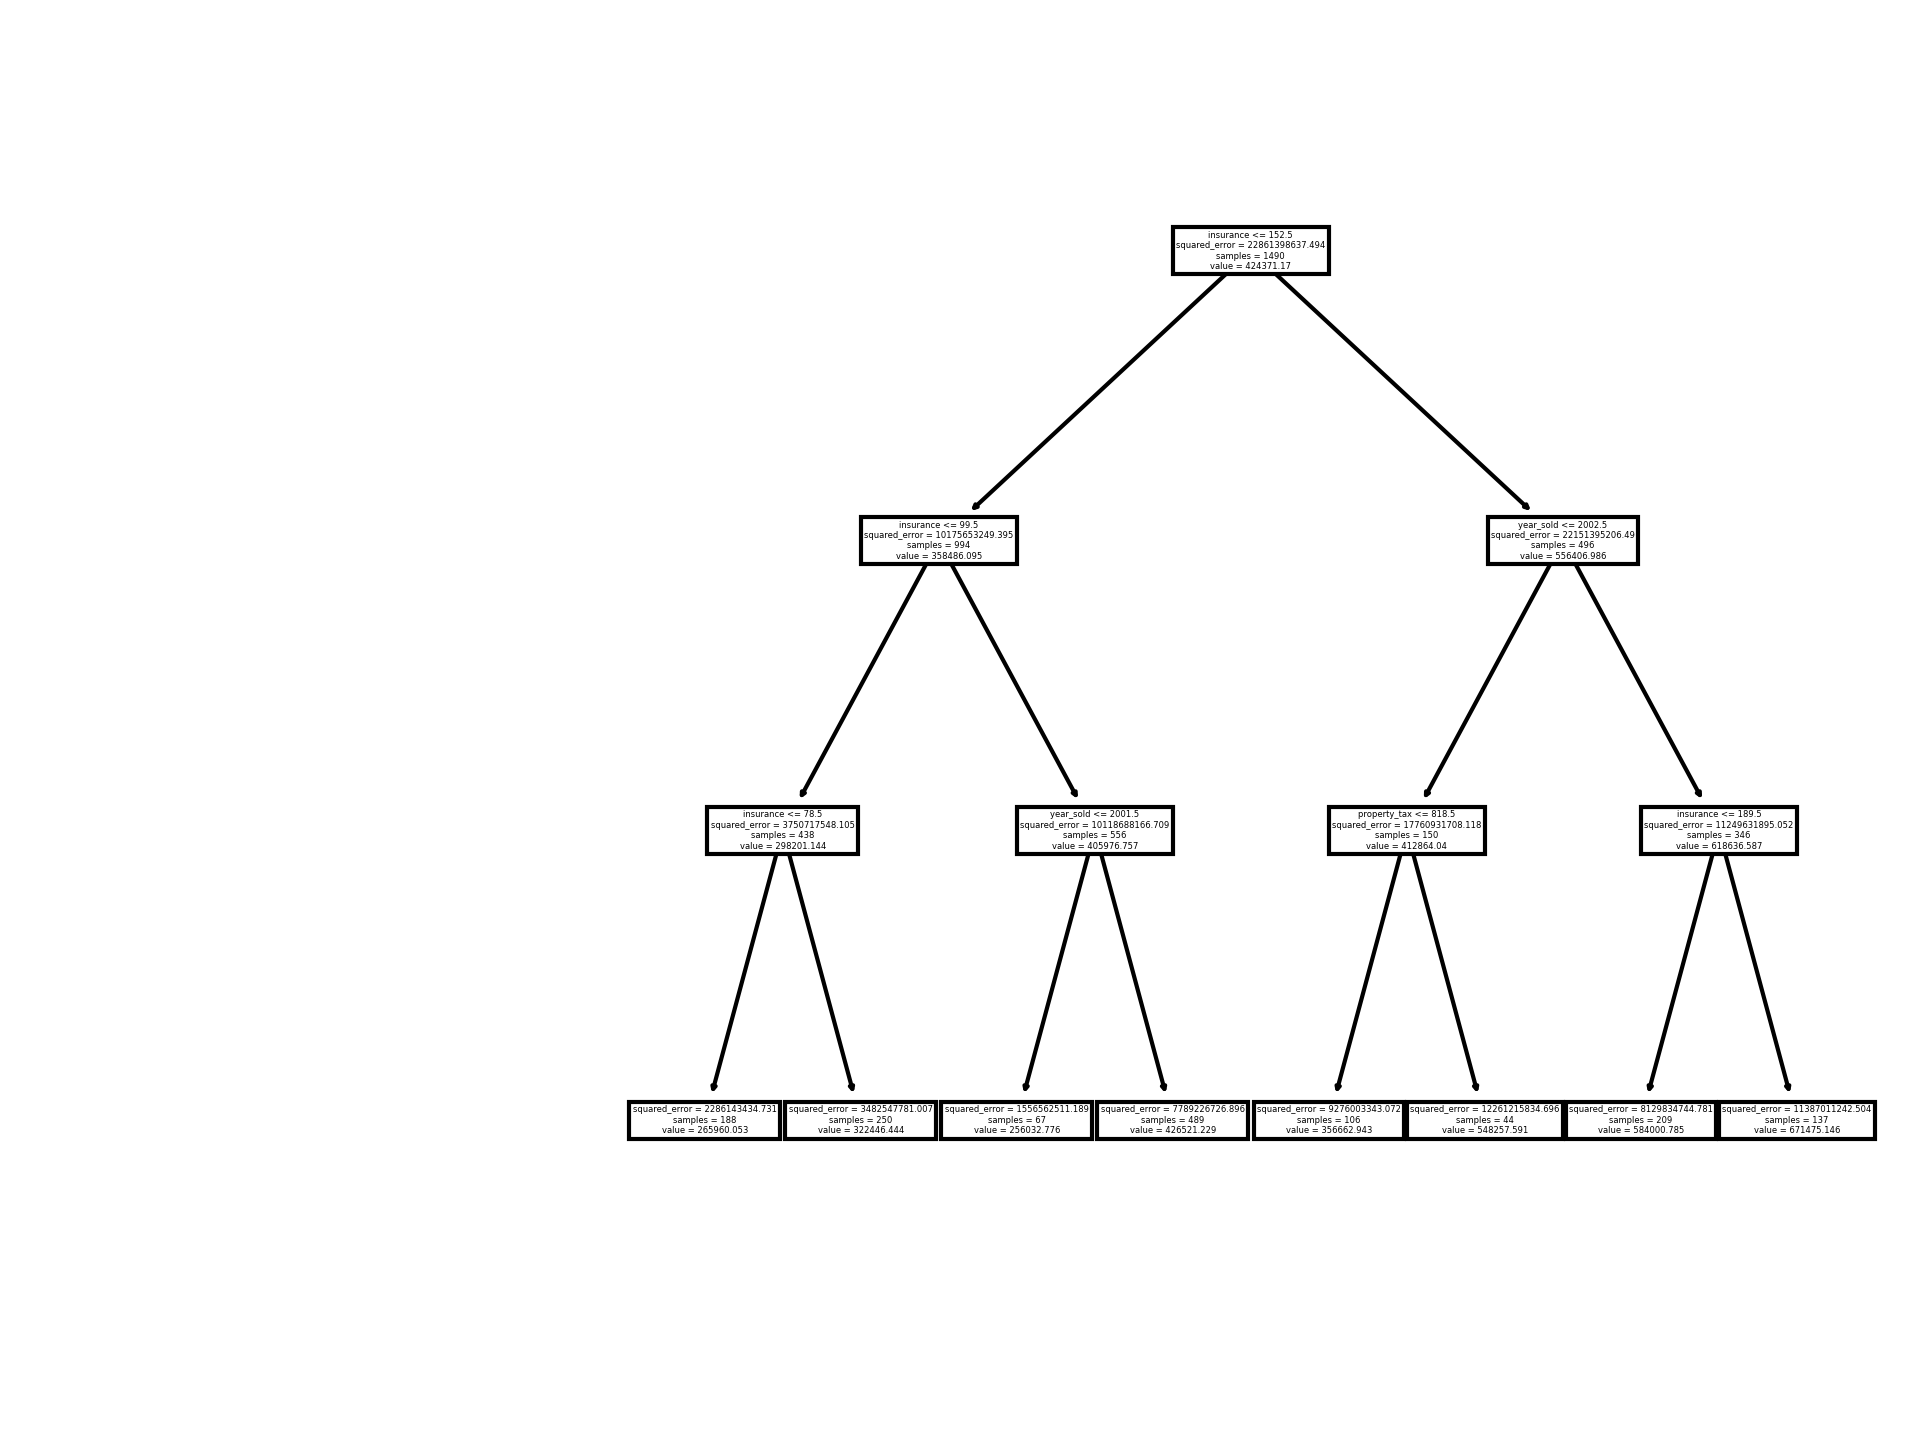 insurance <= 152.5
squared_error = 22861398637.494
samples = 1490
value = 424371.17
insurance <= 99.5
squared_error = 10175653249.395
samples = 994
value = 358486.095
year_sold <= 2002.5
squared_error = 22151395206.49
samples = 496
value = 556406.986
insurance <= 78.5
squared_error = 3750717548.105
samples = 438
value = 298201.144
year_sold <= 2001.5
squared_error = 10118688166.709
samples = 556
value = 405976.757
property_tax <= 818.5
squared_error = 17760931708.118
samples = 150
value = 412864.04
insurance <= 189.5
squared_error = 11249631895.052
samples = 346
value = 618636.587
squared_error = 2286143434.731
samples = 188
value = 265960.053
squared_error = 3482547781.007
samples = 250
value = 322446.444
squared_error = 1556562511.189
samples = 67
value = 256032.776
squared_error = 7789226726.896
samples = 489
value = 426521.229
squared_error = 9276003343.072
samples = 106
value = 356662.943
squared_error = 12261215834.696
samples = 44
value = 548257.591
squared_error = 8129834744.781
samples = 209
value = 584000.785
squared_error = 11387011242.504
samples = 137
value = 671475.146